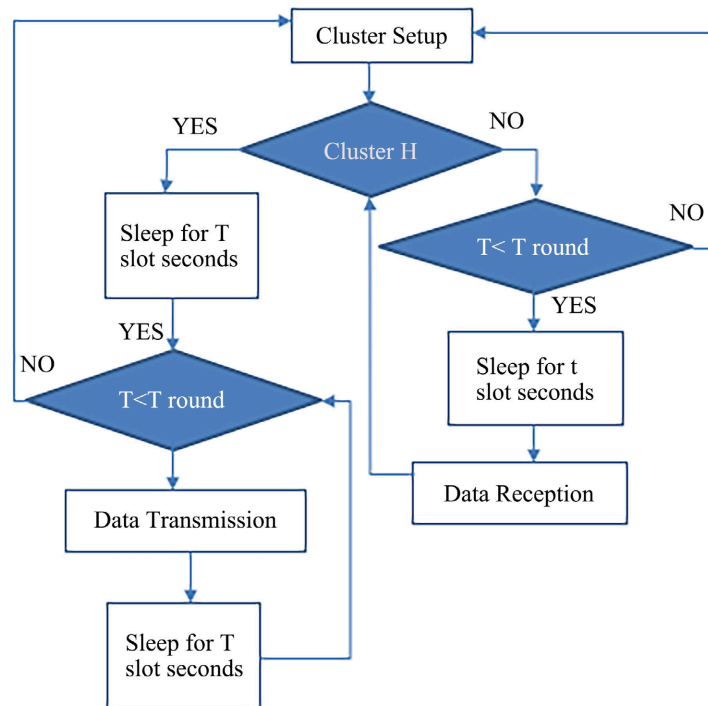 Cluster Setup
YES
NO
Cluster H
Sleep for T
slot seconds
NO
T< T round
YES
YES
NO
T<T round
Sleep for t
slot seconds
Data Transmission
Data Reception
Sleep for T
slot seconds